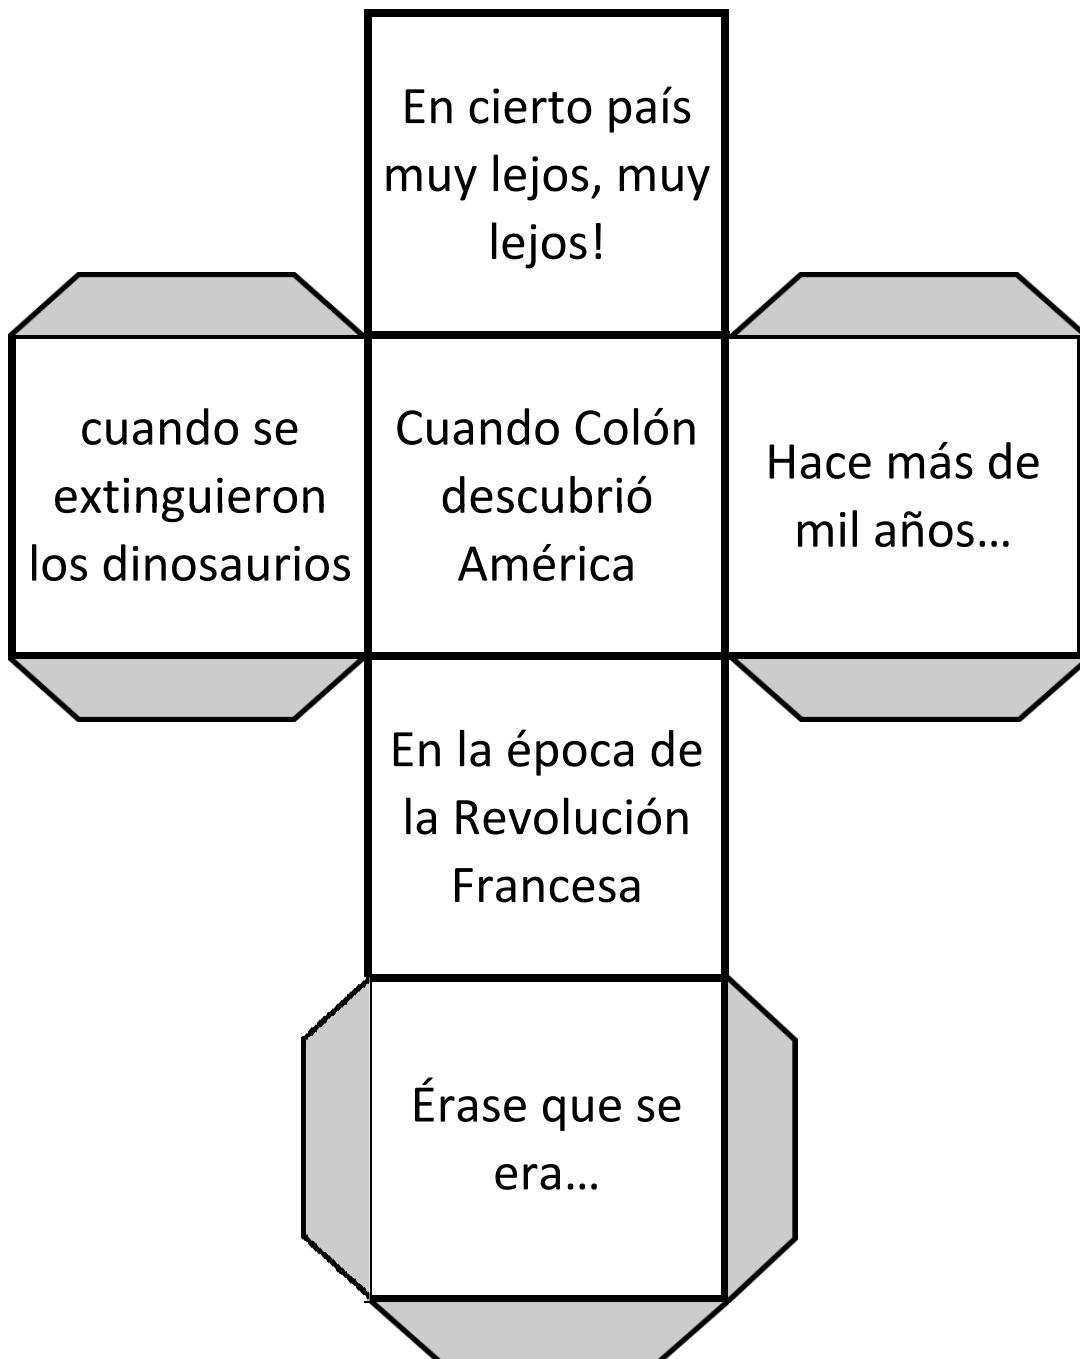 En cierto país
muy lejos, muy
lejos!
cuando se
extinguieron
los dinosaurios
Cuando Colón
descubrió
América
Hace más de
mil años...
En la época de
la Revolución
Francesa
Érase que se
era...